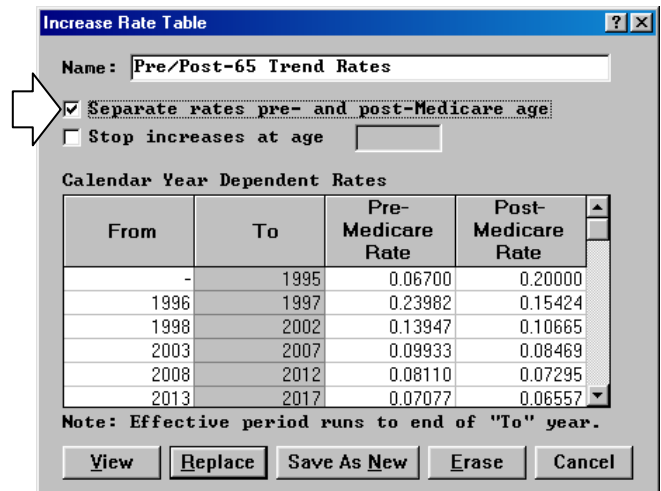 Increase Rate Table
Name: Pre/Post-65 Trend Rates
Separate rates pre- and post-Medicare age
Stop increases at age
Calendar Year Dependent Rates
From To Pre-Medicare Rate Post-Medicare Rate
- 1995 0.06700 0.20000
1996 1997 0.23982 0.15424
1998 2002 0.13947 0.10665
2003 2007 0.09933 0.08469
2008 2012 0.08110 0.07295
2013 2017 0.07077 0.06557
Note: Effective period runs to end of "To" year.
View Replace Save As New Erase Cancel